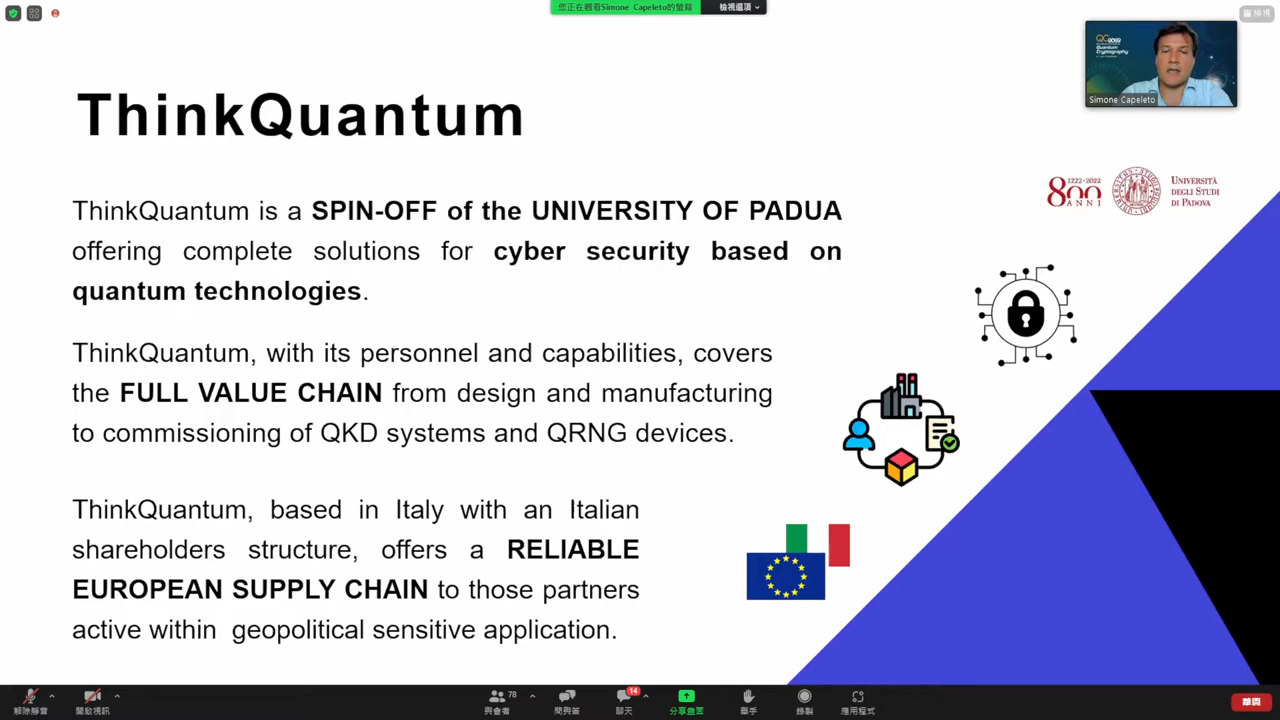 您正在觀看Simone Capeleto的螢幕
檢視選項
檢視
QC2022
Quantum
Cryptography
Simone Capeleto
ThinkQuantum
1222-2022
800
ANNI
UNIVERSITÀ
DEGLI STUDI
DI PADOVA
ThinkQuantum is a SPIN-OFF of the UNIVERSITY OF PADUA
offering complete solutions for cyber security based on
quantum technologies.
ThinkQuantum, with its personnel and capabilities, covers
the FULL VALUE CHAIN from design and manufacturing
to commissioning of QKD systems and QRNG devices.
ThinkQuantum, based in Italy with an Italian
shareholders structure, offers a RELIABLE
EUROPEAN SUPPLY CHAIN to those partners
active within geopolitical sensitive application.
解除靜音
開啟視訊
78
與會者
問與答
14
聊天
分享畫面
舉手
錄製
應用程式
離開